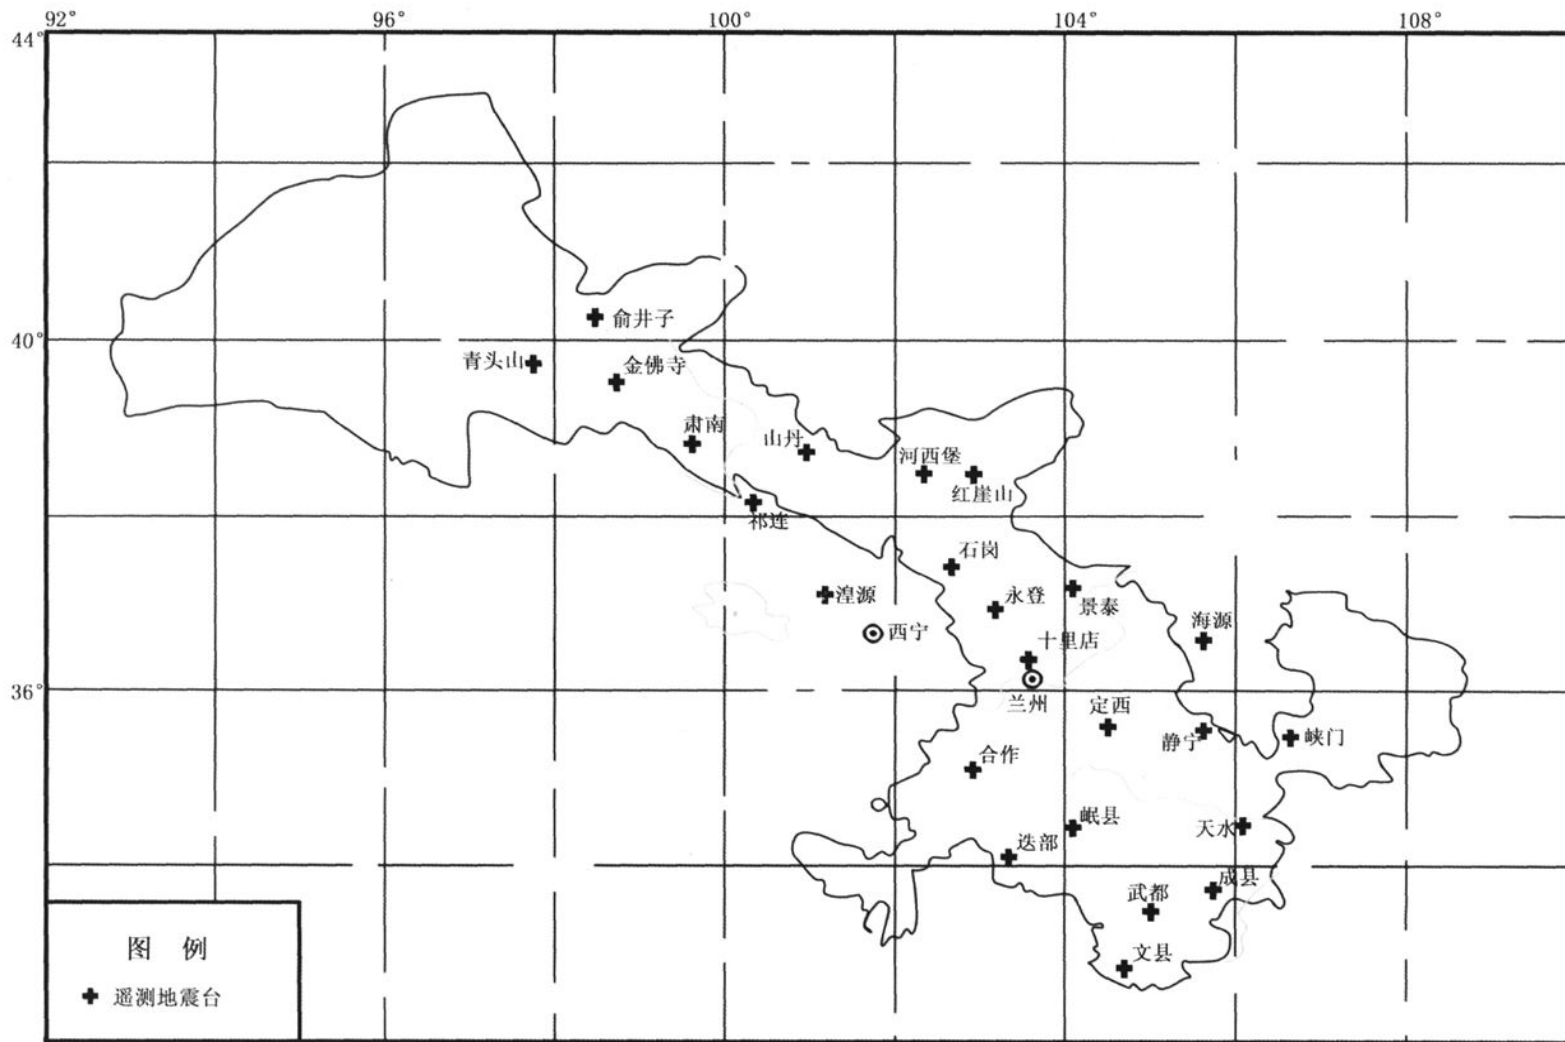 92° 96° 100° 104° 108°
44°
俞井子
40°
青头山
金佛寺
肃南
山丹
河西堡
红崖山
祁连
石岗
湟源
永登
景泰
西宁
海源
十里店
36°
兰州
定西
静宁
峡门
合作
岷县
天水
迭部
成县
武都
文县
图 例
遥测地震台